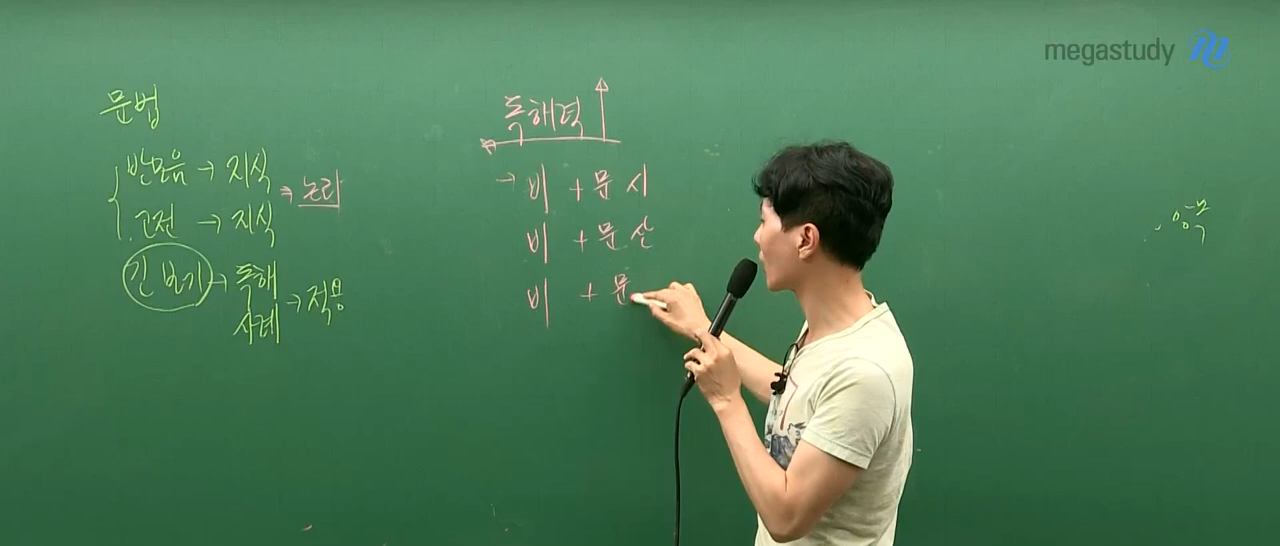 megastudy
문법
반모음 → 지식
고전 → 지식
→ 논리
긴 보기 → 독해
사례
→ 적용
독해력
→ 비 + 문 시
비 + 문 산
비 + 문